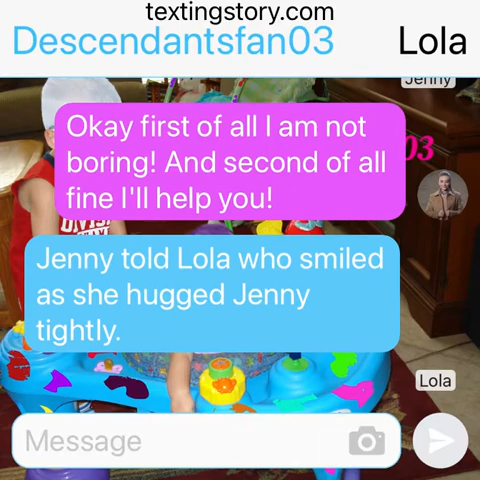 textingstory.com
Descendantsfan03
Lola
Jenny
Okay first of all I am not
boring! And second of all
fine I'll help you!
03
Jenny told Lola who smiled
as she hugged Jenny
tightly.
Lola
Message